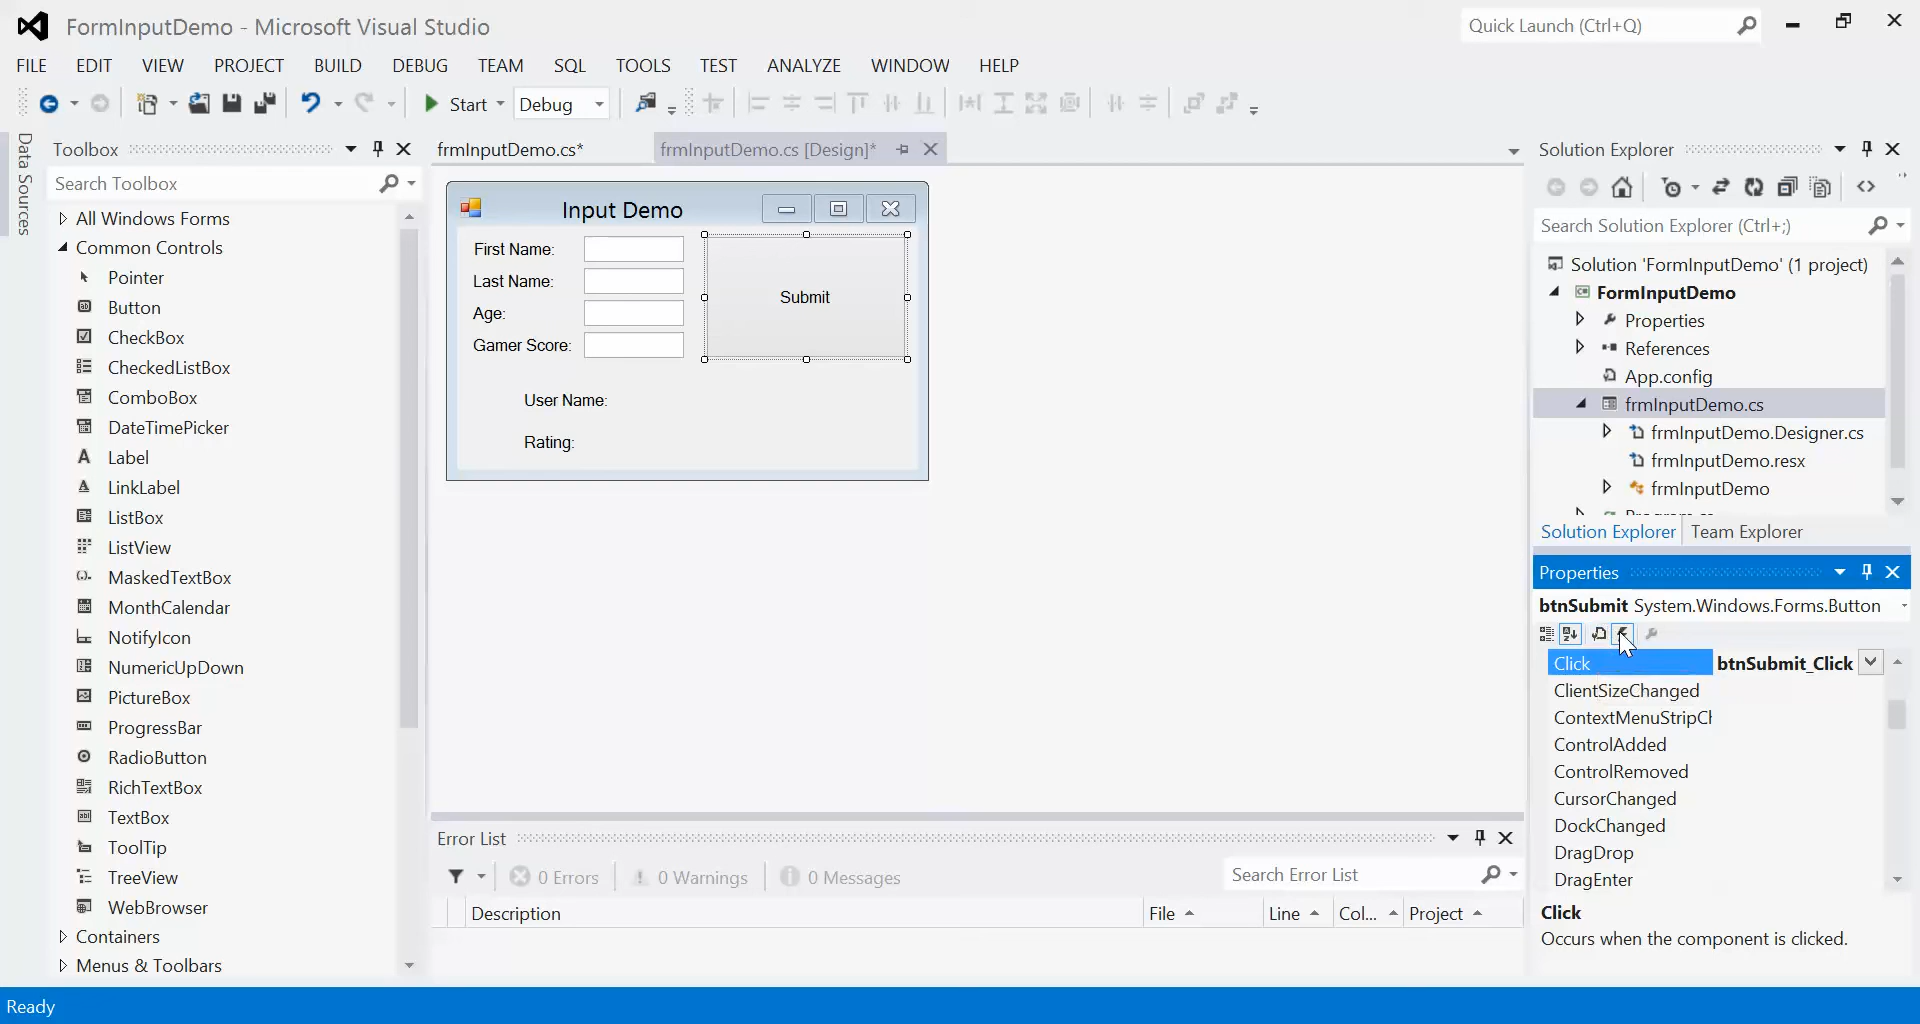 FormInputDemo - Microsoft Visual Studio
Quick Launch (Ctrl+Q)
FILE EDIT VIEW PROJECT BUILD DEBUG TEAM SQL TOOLS TEST ANALYZE WINDOW HELP
Start Debug
Data Sources
Toolbox
Search Toolbox
All Windows Forms
Common Controls
Pointer
Button
CheckBox
CheckedListBox
ComboBox
DateTimePicker
Label
LinkLabel
ListBox
ListView
MaskedTextBox
MonthCalendar
NotifyIcon
NumericUpDown
PictureBox
ProgressBar
RadioButton
RichTextBox
TextBox
ToolTip
TreeView
WebBrowser
Containers
Menus & Toolbars
frmInputDemo.cs* frmInputDemo.cs [Design]*
Input Demo
First Name:
Last Name:
Age:
Gamer Score:
Submit
User Name:
Rating:
Error List
0 Errors 0 Warnings 0 Messages
Search Error List
Description File Line Col... Project
Solution Explorer
Search Solution Explorer (Ctrl+;)
Solution 'FormInputDemo' (1 project)
FormInputDemo
Properties
References
App.config
frmInputDemo.cs
frmInputDemo.Designer.cs
frmInputDemo.resx
frmInputDemo
Solution Explorer Team Explorer
Properties
btnSubmit System.Windows.Forms.Button
Click btnSubmit_Click
ClientSizeChanged
ContextMenuStripCh
ControlAdded
ControlRemoved
CursorChanged
DockChanged
DragDrop
DragEnter
Click
Occurs when the component is clicked.
Ready